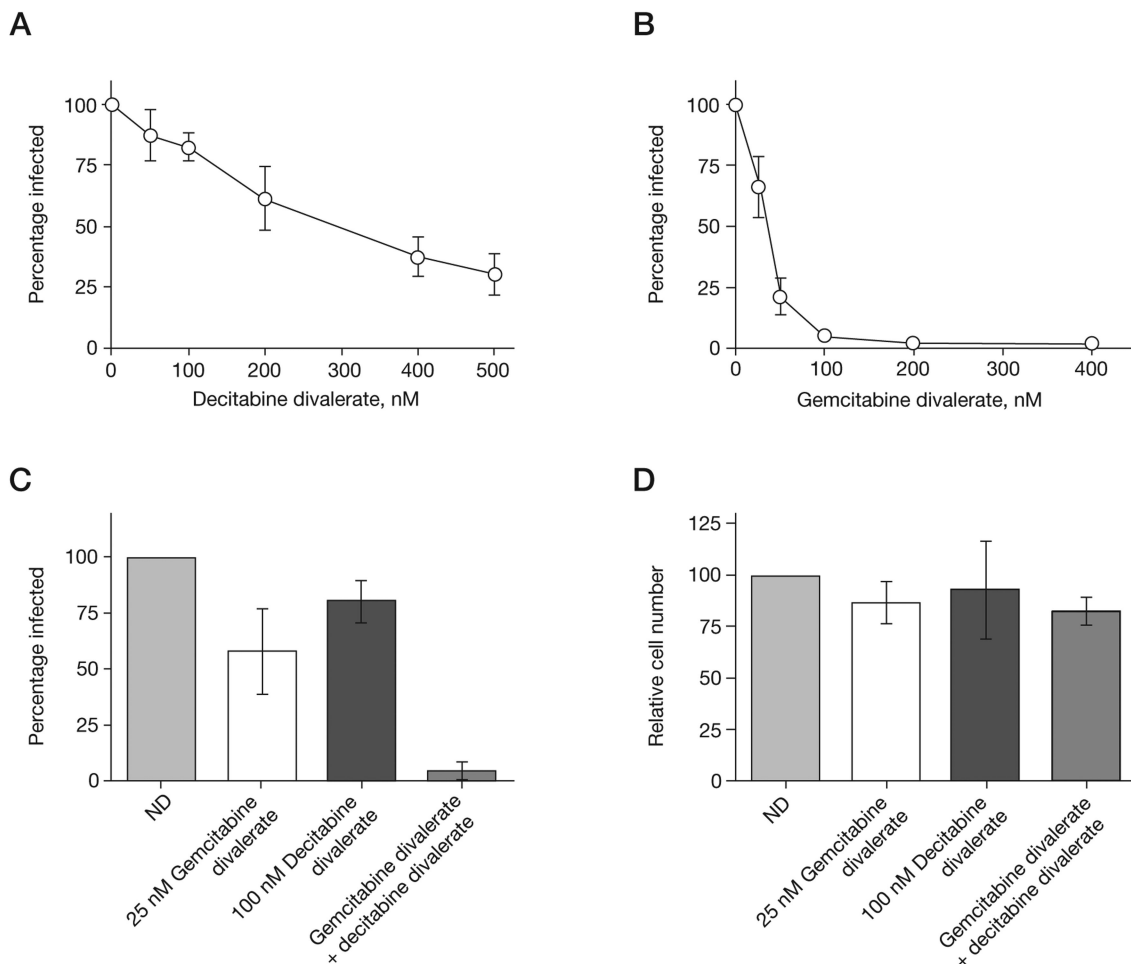 A
100
75
50
25
0
Percentage infected
0 100 200 300 400 500
Decitabine divalerate, nM
B
100
75
50
25
0
Percentage infected
0 100 200 300 400
Gemcitabine divalerate, nM
C
100
75
50
25
0
Percentage infected
ND
25 nM Gemcitabine
divalerate
100 nM Decitabine
divalerate
Gemcitabine divalerate
+ decitabine divalerate
D
125
100
75
50
25
0
Relative cell number
ND
25 nM Gemcitabine
divalerate
100 nM Decitabine
divalerate
Gemcitabine divalerate
+ decitabine divalerate